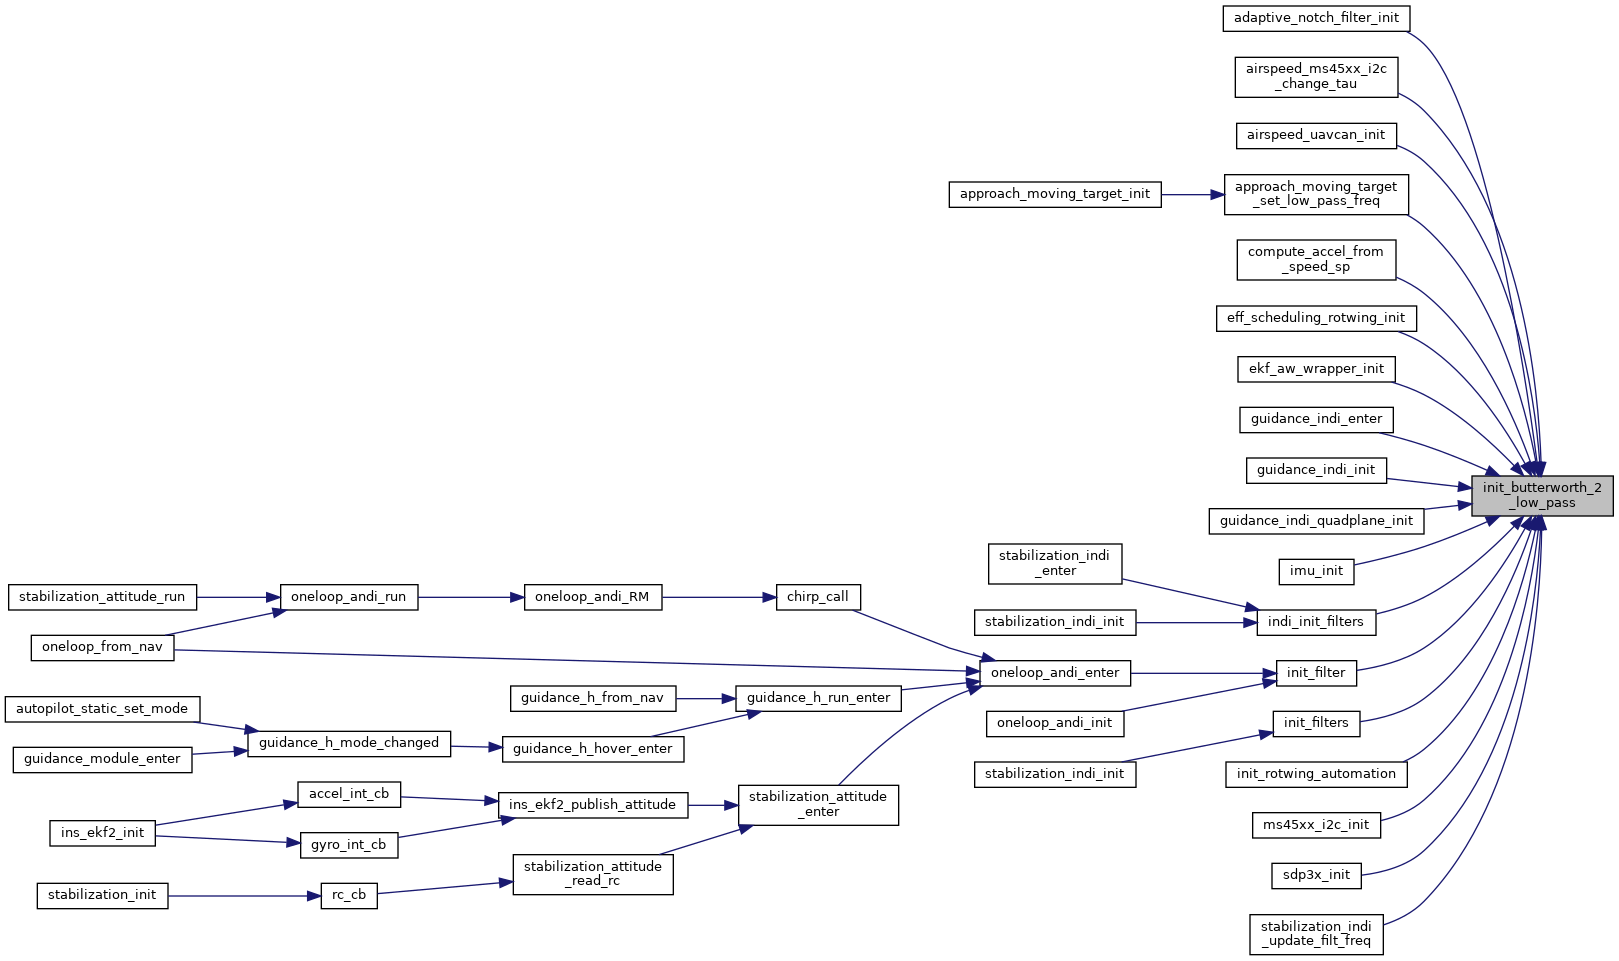 adaptive_notch_filter_init
airspeed_ms45xx_i2c
_change_tau
airspeed_uavcan_init
approach_moving_target_init
approach_moving_target
_set_low_pass_freq
compute_accel_from
_speed_sp
eff_scheduling_rotwing_init
ekf_aw_wrapper_init
guidance_indi_enter
guidance_indi_init
init_butterworth_2
_low_pass
guidance_indi_quadplane_init
imu_init
stabilization_indi
_enter
stabilization_attitude_run
oneloop_andi_run
oneloop_andi_RM
chirp_call
stabilization_indi_init
indi_init_filters
oneloop_from_nav
oneloop_andi_enter
init_filter
autopilot_static_set_mode
guidance_h_from_nav
guidance_h_run_enter
oneloop_andi_init
init_filters
guidance_h_mode_changed
guidance_h_hover_enter
guidance_module_enter
stabilization_indi_init
init_rotwing_automation
accel_int_cb
ins_ekf2_publish_attitude
stabilization_attitude
_enter
ins_ekf2_init
gyro_int_cb
ms45xx_i2c_init
stabilization_attitude
_read_rc
sdp3x_init
stabilization_init
rc_cb
stabilization_indi
_update_filt_freq